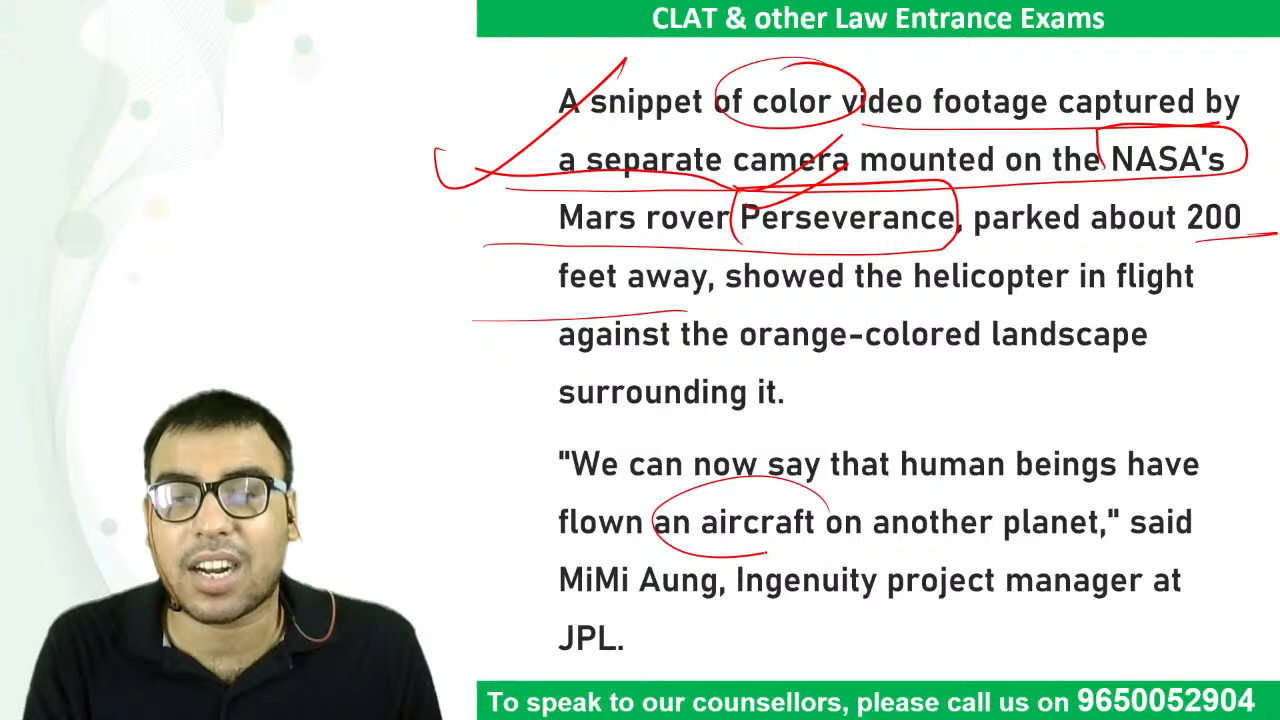 CLAT & other Law Entrance Exams
A snippet of color video footage captured by
a separate camera mounted on the NASA's
Mars rover Perseverance, parked about 200
feet away, showed the helicopter in flight
against the orange-colored landscape
surrounding it.
"We can now say that human beings have
flown an aircraft on another planet," said
MiMi Aung, Ingenuity project manager at
JPL.
To speak to our counsellors, please call us on 9650052904